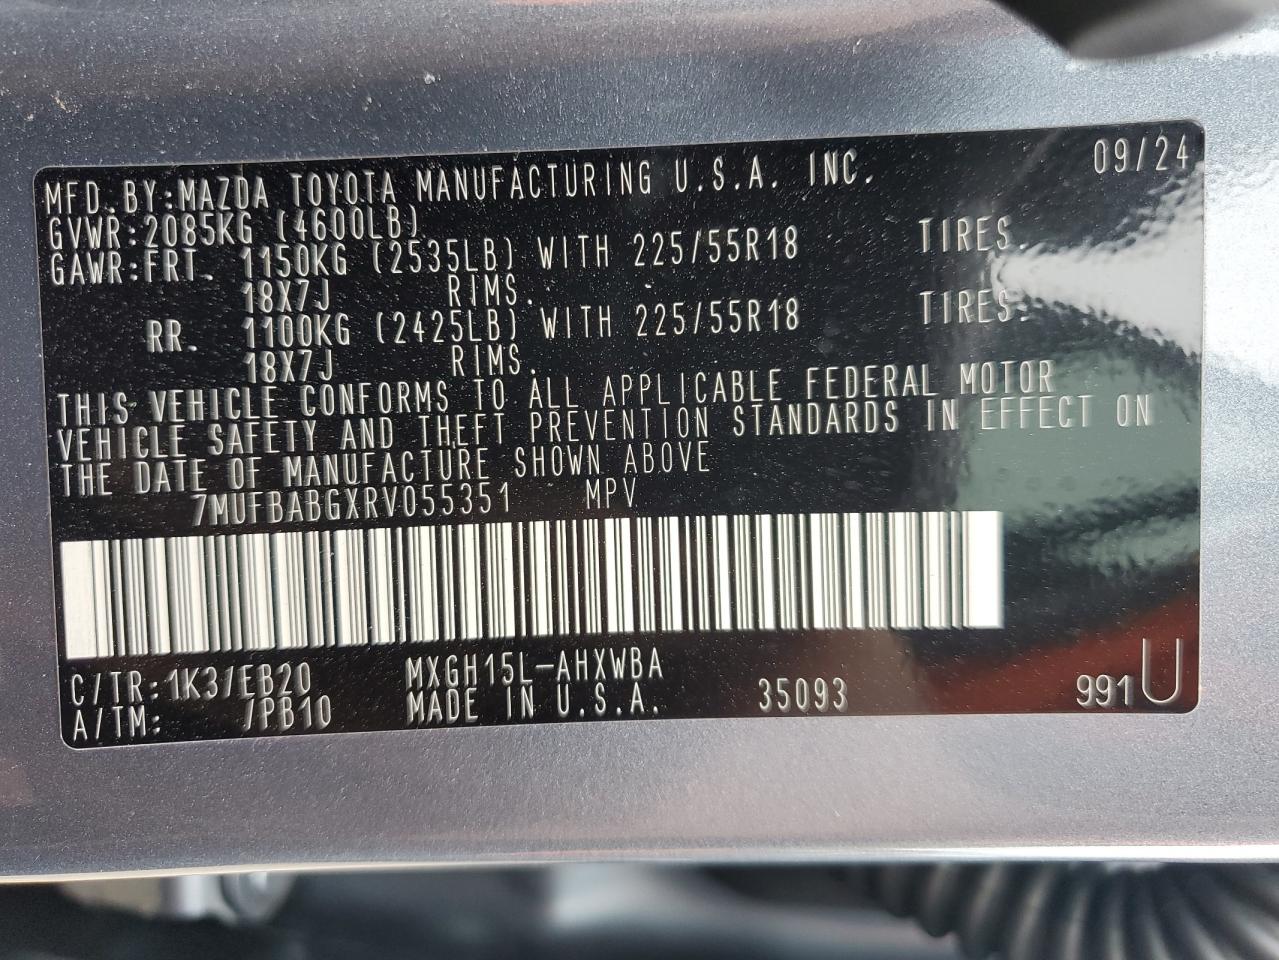 MFD. BY:MAZDA TOYOTA MANUFACTURING U.S.A. INC. 09/24
GVWR:2085KG (4600LB)
GAWR:FRT. 1150KG (2535LB) WITH 225/55R18 TIRES.
18X7J RIMS.
RR. 1100KG (2425LB) WITH 225/55R18 TIRES.
18X7J RIMS.
THIS VEHICLE CONFORMS TO ALL APPLICABLE FEDERAL MOTOR
VEHICLE SAFETY AND THEFT PREVENTION STANDARDS IN EFFECT ON
THE DATE OF MANUFACTURE SHOWN ABOVE
7MUFBABGXRV055351 MPV
C/TR:1K3/EB20 MXGH15L-AHXWBA
A/TM: /PB10 MADE IN U.S.A. 35093 991U